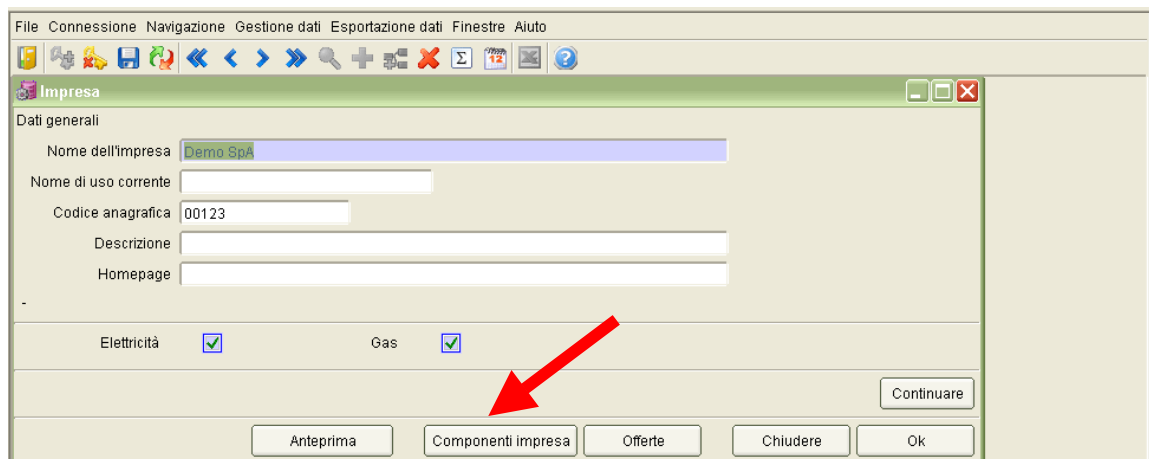 File Connessione Navigazione Gestione dati Esportazione dati Finestre Aiuto
Σ 12 ?
Impresa
Dati generali
Nome dell'impresa Demo SpA
Nome di uso corrente
Codice anagrafica 00123
Descrizione
Homepage
-
Elettricità Gas
Continuare
Anteprima Componenti impresa Offerte Chiudere Ok